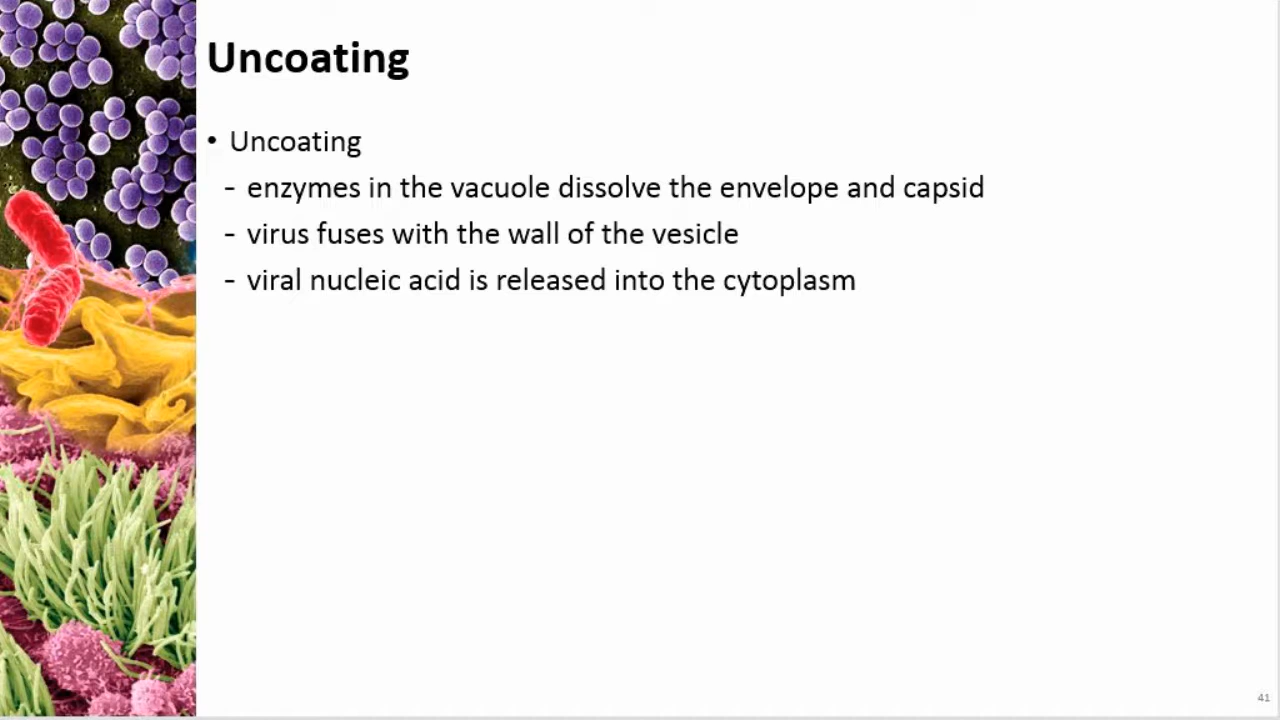 Uncoating
• Uncoating
- enzymes in the vacuole dissolve the envelope and capsid
- virus fuses with the wall of the vesicle
- viral nucleic acid is released into the cytoplasm
41